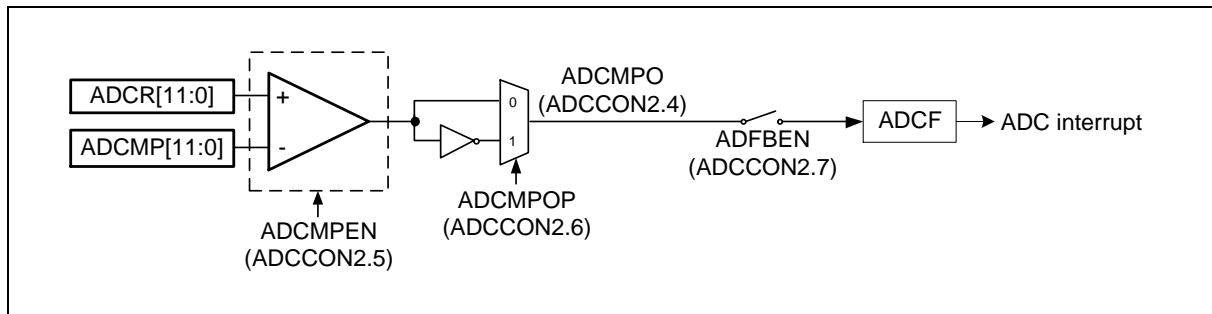 ADCR[11:0]
+
ADCMP[11:0]
-
0
1
ADCMPO
(ADCCON2.4)
ADFBEN
(ADCCON2.7)
ADCF
ADC interrupt
ADCMPEN
(ADCCON2.5)
ADCMPOP
(ADCCON2.6)